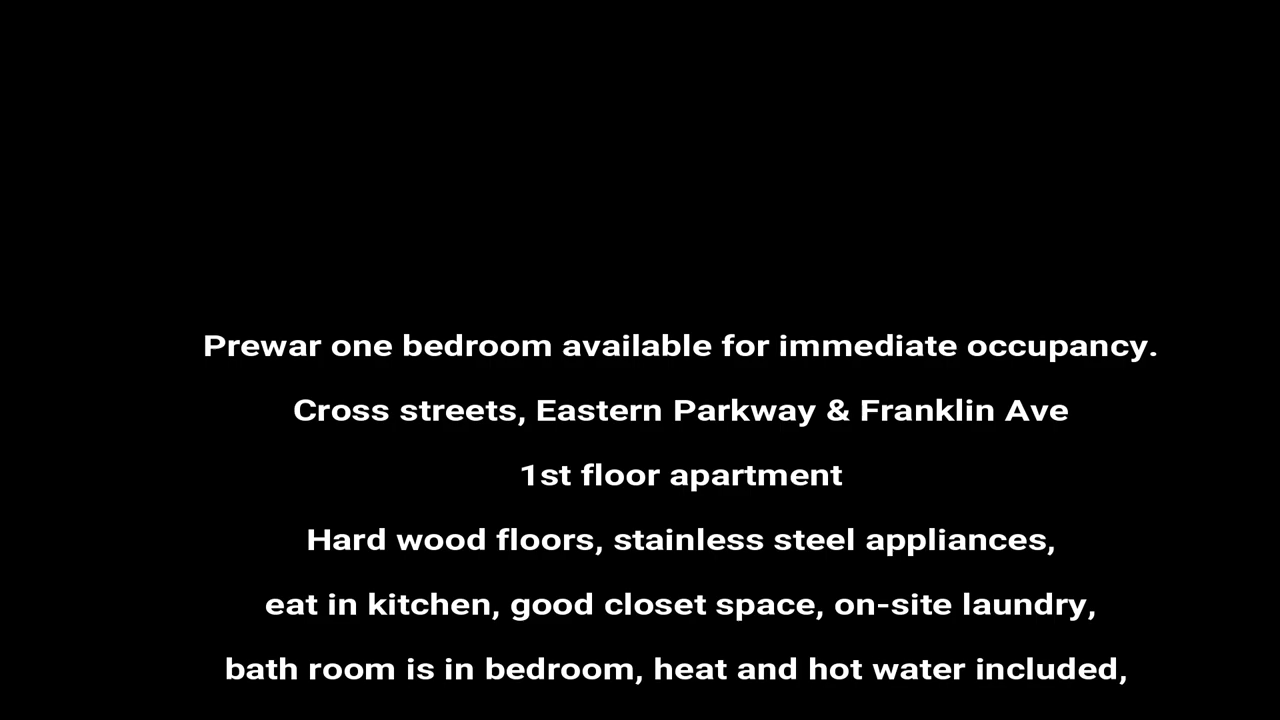 Prewar one bedroom available for immediate occupancy.
Cross streets, Eastern Parkway & Franklin Ave
1st floor apartment
Hard wood floors, stainless steel appliances,
eat in kitchen, good closet space, on-site laundry,
bath room is in bedroom, heat and hot water included,